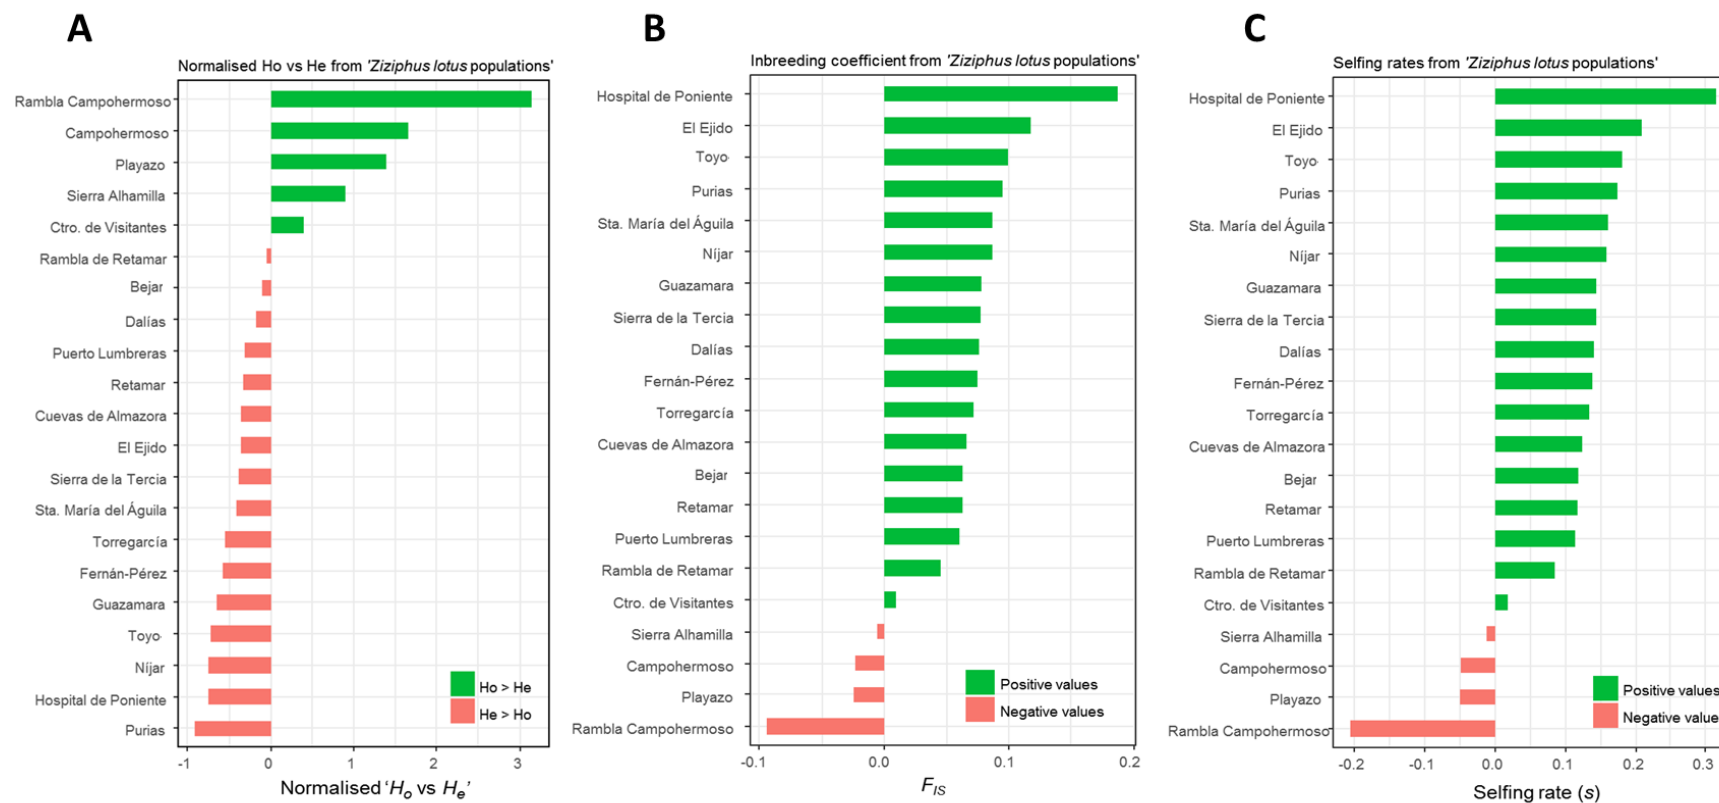 A
Normalised Ho vs He from 'Ziziphus lotus populations'
Rambla Campohermoso
Campohermoso
Playazo
Sierra Alhamilla
Ctro. de Visitantes
Rambla de Retamar
Bejar
Dalías
Puerto Lumbreras
Retamar
Cuevas de Almazora
El Ejido
Sierra de la Tercia
Sta. María del Águila
Torregarcía
Fernán-Pérez
Guazamara
Toyo
Níjar
Hospital de Poniente
Purias
Ho > He
He > Ho
-1 0 1 2 3
Normalised 'Ho vs He'
B
Inbreeding coefficient from 'Ziziphus lotus populations'
Hospital de Poniente
El Ejido
Toyo
Purias
Sta. María del Águila
Níjar
Guazamara
Sierra de la Tercia
Dalías
Fernán-Pérez
Torregarcía
Cuevas de Almazora
Bejar
Retamar
Puerto Lumbreras
Rambla de Retamar
Ctro. de Visitantes
Sierra Alhamilla
Campohermoso
Playazo
Rambla Campohermoso
Positive values
Negative values
-0.1 0.0 0.1 0.2
FIS
C
Selfing rates from 'Ziziphus lotus populations'
Hospital de Poniente
El Ejido
Toyo
Purias
Sta. María del Águila
Níjar
Guazamara
Sierra de la Tercia
Dalías
Fernán-Pérez
Torregarcía
Cuevas de Almazora
Bejar
Retamar
Puerto Lumbreras
Rambla de Retamar
Ctro. de Visitantes
Sierra Alhamilla
Campohermoso
Playazo
Rambla Campohermoso
Positive values
Negative values
-0.2 -0.1 0.0 0.1 0.2 0.3
Selfing rate (s)